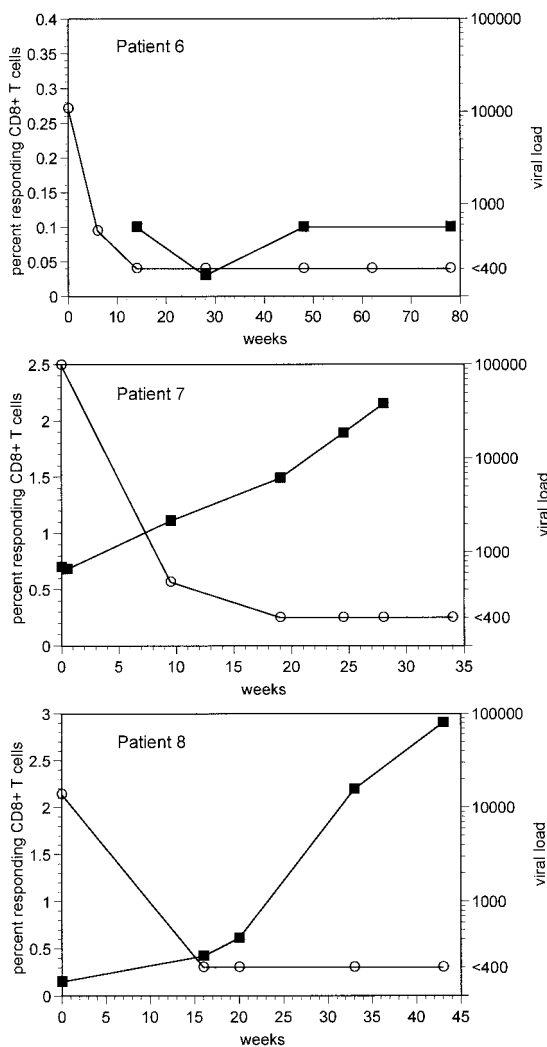 Patient 6
percent responding CD8+ T cells
0.4
0.35
0.3
0.25
0.2
0.15
0.1
0.05
0
100000
10000
1000
<400
viral load
0 10 20 30 40 50 60 70 80
weeks
Patient 7
percent responding CD8+ T cells
2.5
2
1.5
1
0.5
0
100000
10000
1000
<400
viral load
0 5 10 15 20 25 30 35
weeks
Patient 8
percent responding CD8+ T cells
3
2.5
2
1.5
1
0.5
0
100000
10000
1000
<400
viral load
0 5 10 15 20 25 30 35 40 45
weeks